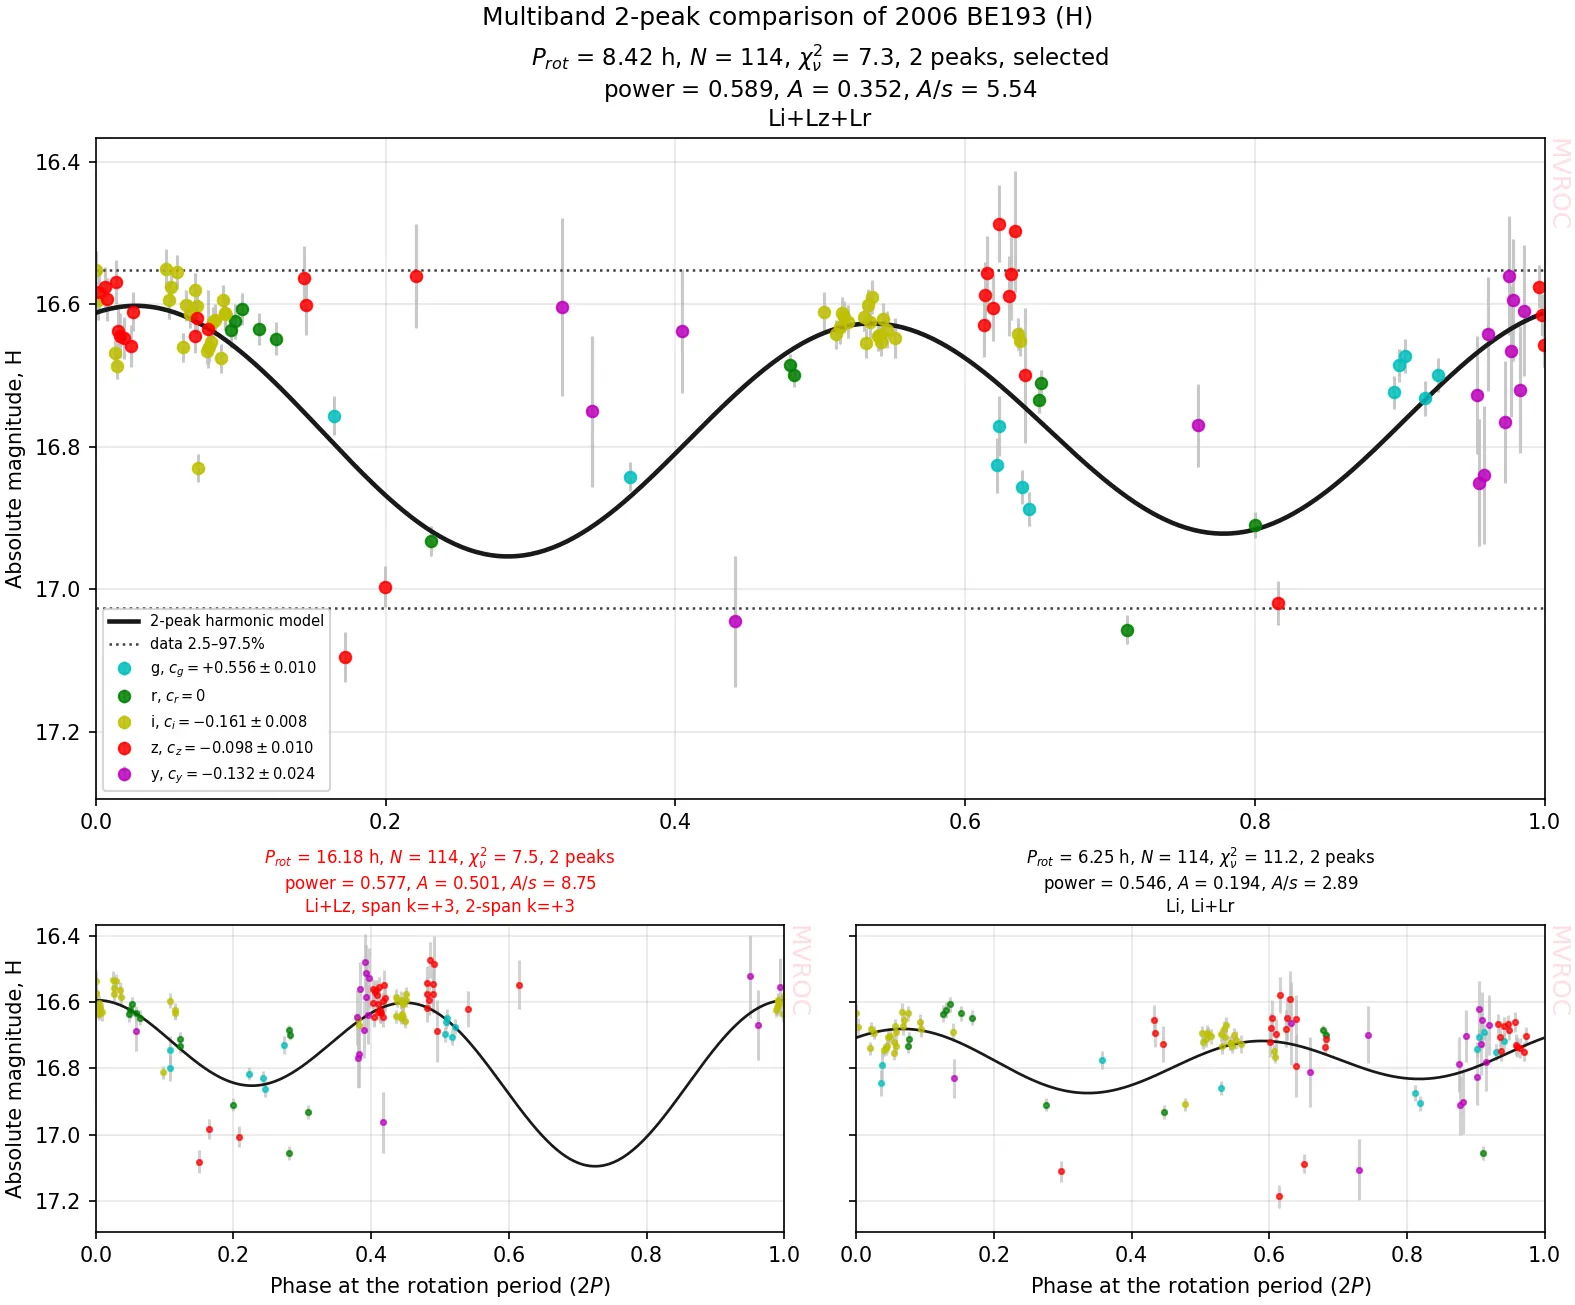 Multiband 2-peak comparison of 2006 BE193 (H)
P_rot = 8.42 h, N = 114, χ²_ν = 7.3, 2 peaks, selected
power = 0.589, A = 0.352, A/s = 5.54
Li+Lz+Lr
MVROC
Absolute magnitude, H
16.4
16.6
16.8
17.0
17.2
2-peak harmonic model
data 2.5–97.5%
g, c_g = +0.556 ± 0.010
r, c_r = 0
i, c_i = −0.161 ± 0.008
z, c_z = −0.098 ± 0.010
y, c_y = −0.132 ± 0.024
0.0 0.2 0.4 0.6 0.8 1.0
P_rot = 16.18 h, N = 114, χ²_ν = 7.5, 2 peaks
power = 0.577, A = 0.501, A/s = 8.75
Li+Lz, span k=+3, 2-span k=+3
MVROC
Absolute magnitude, H
16.4
16.6
16.8
17.0
17.2
0.0 0.2 0.4 0.6 0.8 1.0
Phase at the rotation period (2P)
P_rot = 6.25 h, N = 114, χ²_ν = 11.2, 2 peaks
power = 0.546, A = 0.194, A/s = 2.89
Li, Li+Lr
MVROC
0.0 0.2 0.4 0.6 0.8 1.0
Phase at the rotation period (2P)